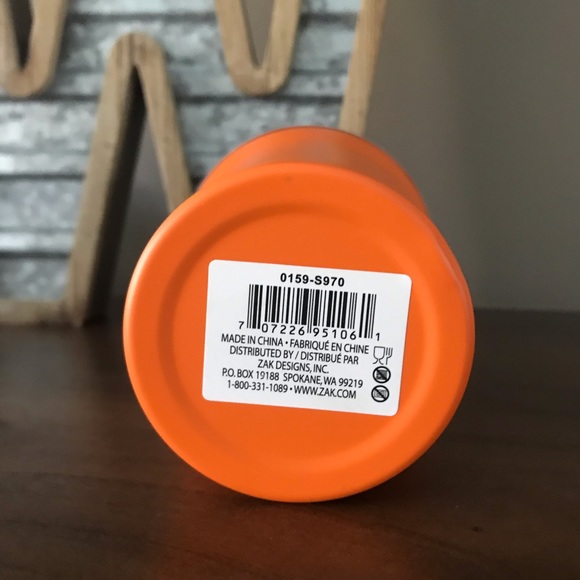 0159-S970
7 07226 95106 1
MADE IN CHINA • FABRIQUÉ EN CHINE
DISTRIBUTED BY / DISTRIBUÉ PAR
ZAK DESIGNS, INC.
P.O. BOX 19188 SPOKANE, WA 99219
1-800-331-1089 • WWW.ZAK.COM